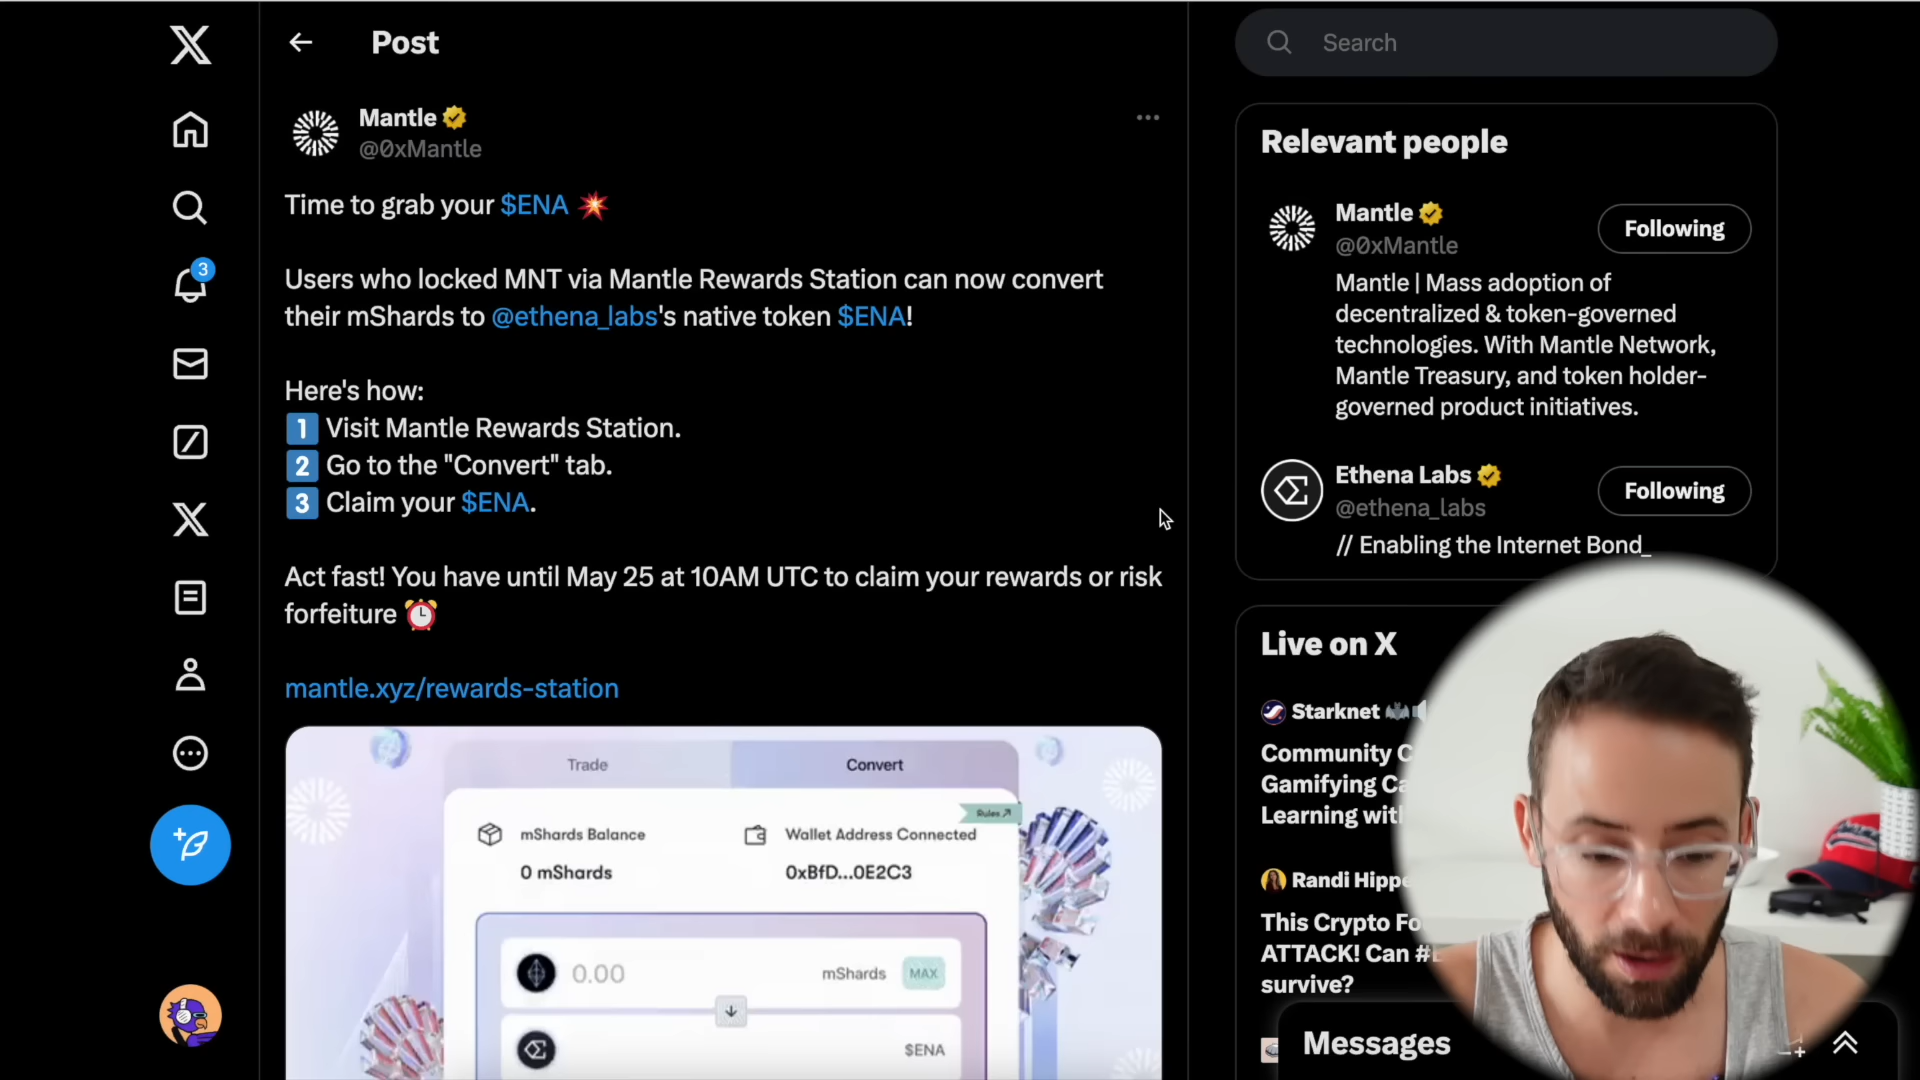 Post
Search
Mantle
@0xMantle
Time to grab your $ENA 💥
Users who locked MNT via Mantle Rewards Station can now convert
their mShards to @ethena_labs's native token $ENA!
Here's how:
1️⃣ Visit Mantle Rewards Station.
2️⃣ Go to the "Convert" tab.
3️⃣ Claim your $ENA.
Act fast! You have until May 25 at 10AM UTC to claim your rewards or risk
forfeiture ⏰
mantle.xyz/rewards-station
Trade
Convert
Rules
mShards Balance
0 mShards
Wallet Address Connected
0xBfD...0E2C3
0.00
mShards
MAX
$ENA
3
Relevant people
Mantle
@0xMantle
Following
Mantle | Mass adoption of
decentralized & token-governed
technologies. With Mantle Network,
Mantle Treasury, and token holder-
governed product initiatives.
Ethena Labs
@ethena_labs
Following
// Enabling the Internet Bond_
Live on X
Starknet
Community
Gamifying
Learning
Randi
This Crypto
ATTACK! Can
survive?
Messages